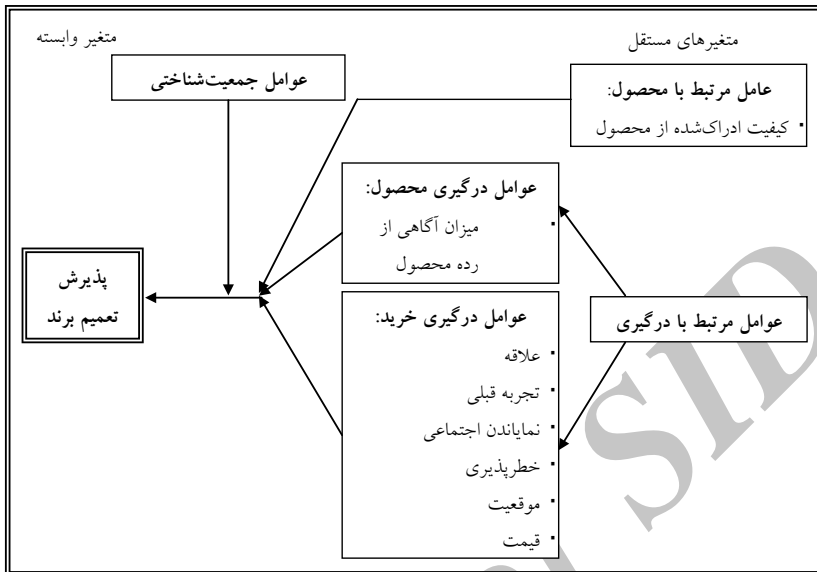 متغیرهای مستقل
متغیر وابسته
عوامل جمعیت‌شناختی
عامل مرتبط با محصول:
▪ کیفیت ادراک‌شده از محصول
عوامل درگیری محصول:
▪ میزان آگاهی از
رده محصول
پذیرش
تعمیم برند
عوامل مرتبط با درگیری
عوامل درگیری خرید:
▪ علاقه
▪ تجربه قبلی
▪ نمایاندن اجتماعی
▪ خطرپذیری
▪ موقعیت
▪ قیمت
SID